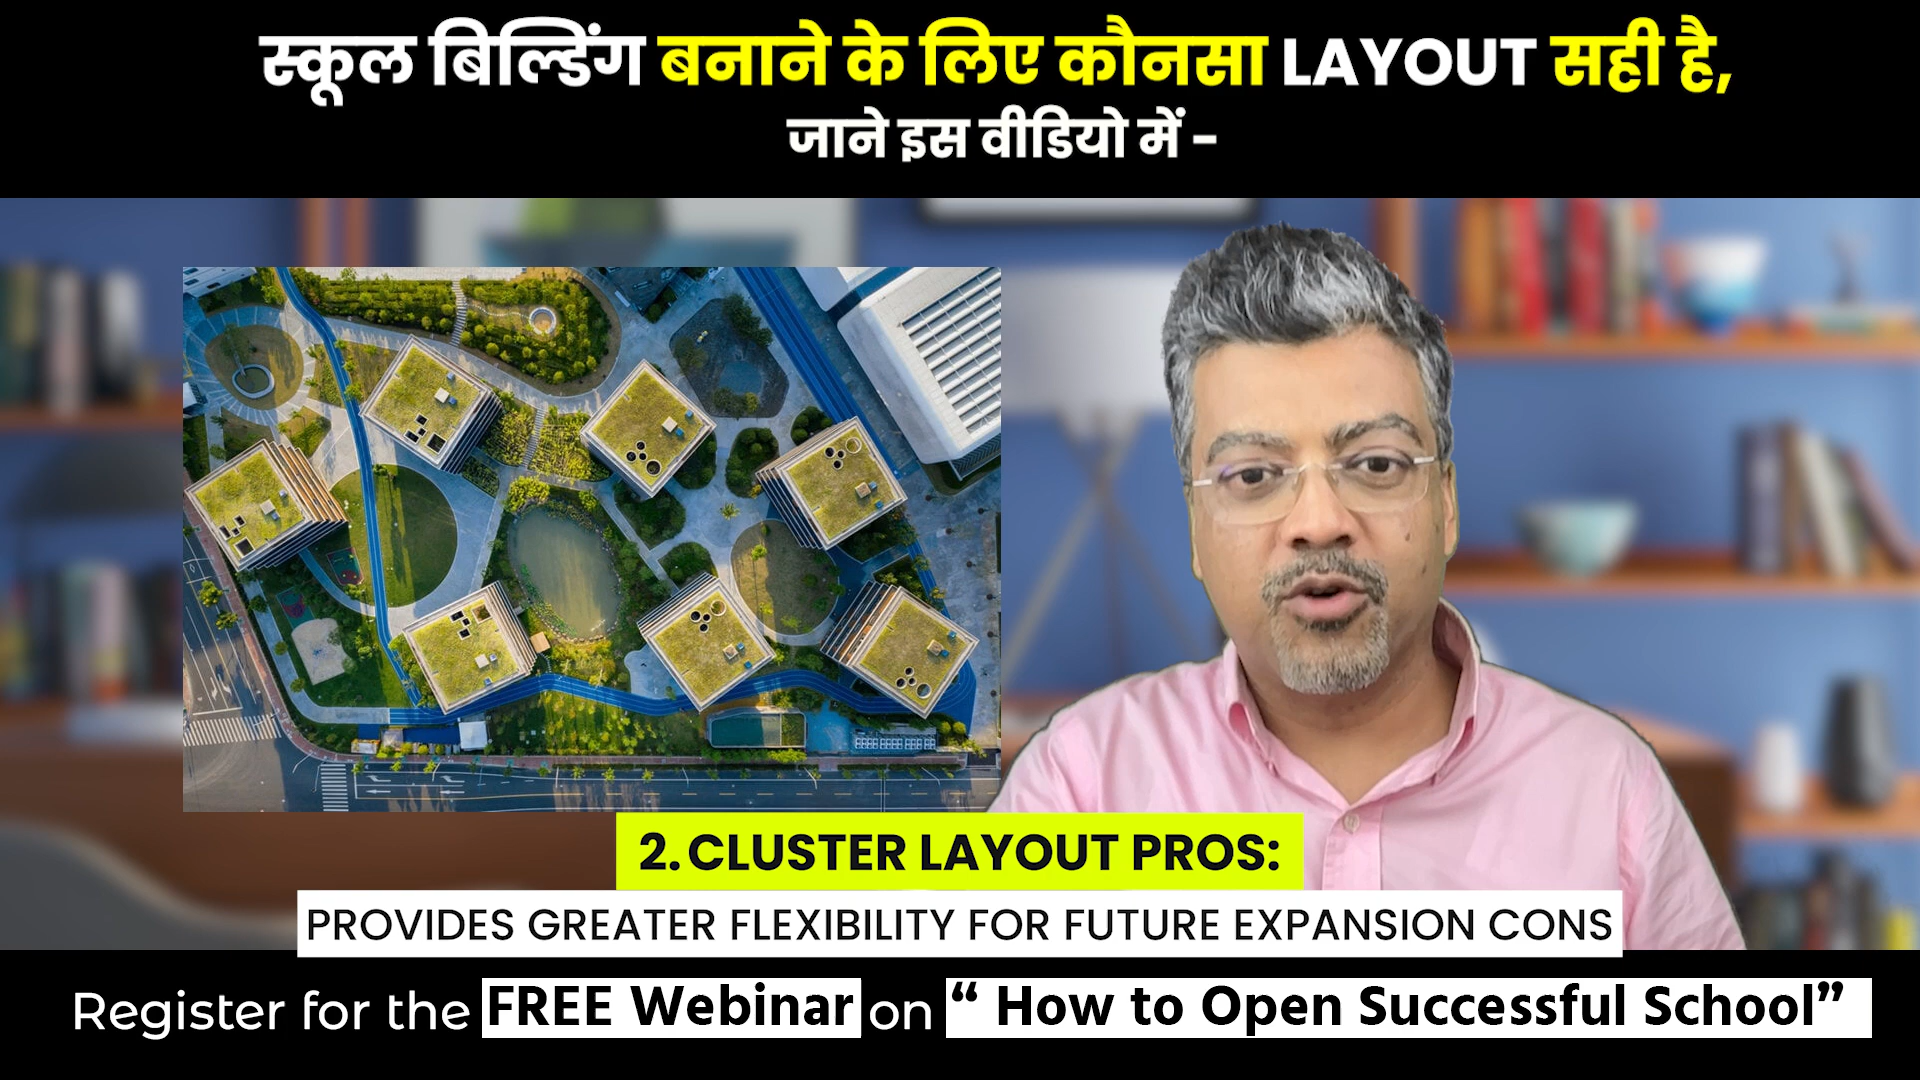 स्कूल बिल्डिंग बनाने के लिए कौनसा LAYOUT सही है,
जाने इस वीडियो में -
2. CLUSTER LAYOUT PROS:
PROVIDES GREATER FLEXIBILITY FOR FUTURE EXPANSION CONS
Register for the FREE Webinar on “ How to Open Successful School”